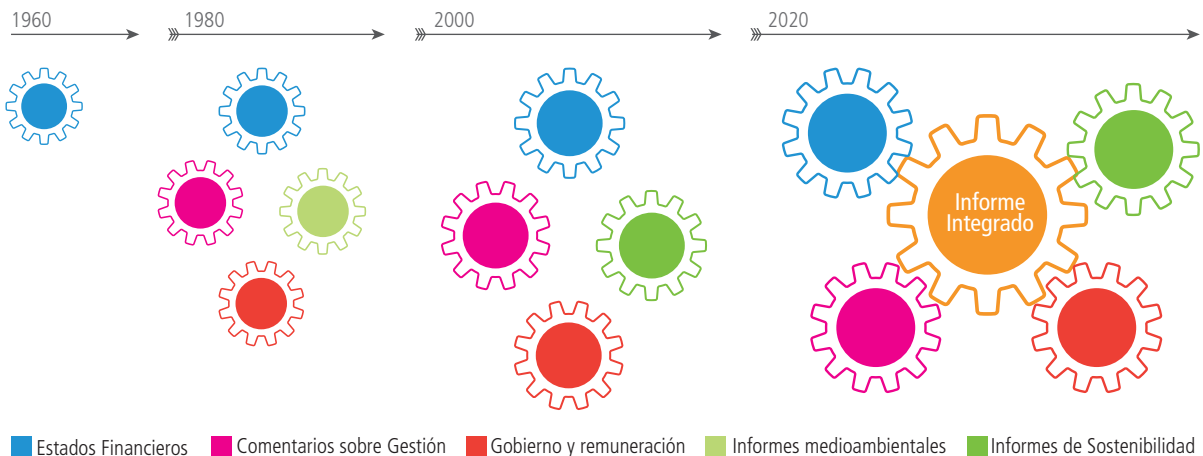 1960
1980
2000
2020
Informe
Integrado
Estados Financieros
Comentarios sobre Gestión
Gobierno y remuneración
Informes medioambientales
Informes de Sostenibilidad